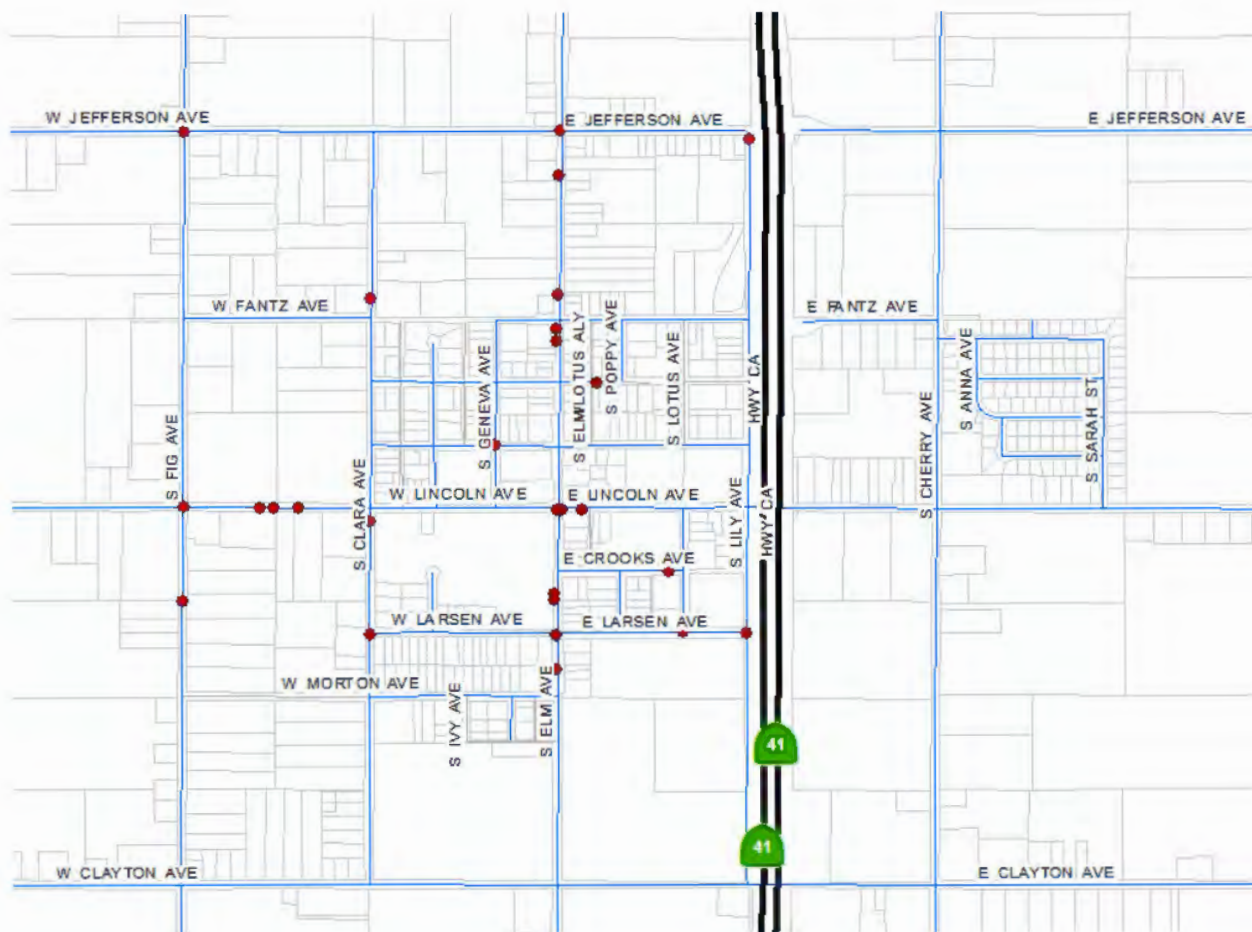 W JEFFERSON AVE
E JEFFERSON AVE
E JEFFERSON AVE
W FANTZ AVE
E FANTZ AVE
S FIG AVE
S CLARA AVE
S GENEVA AVE
S ELM
LOTUS ALY
S POPPY AVE
S LOTUS AVE
HWY CA
S CHERRY AVE
S ANNA AVE
S SARAH ST
W LINCOLN AVE
E LINCOLN AVE
S LILY AVE
HWY CA
E CROOKS AVE
W LARSEN AVE
E LARSEN AVE
W MORTON AVE
S IVY AVE
S ELM AVE
41
41
W CLAYTON AVE
E CLAYTON AVE